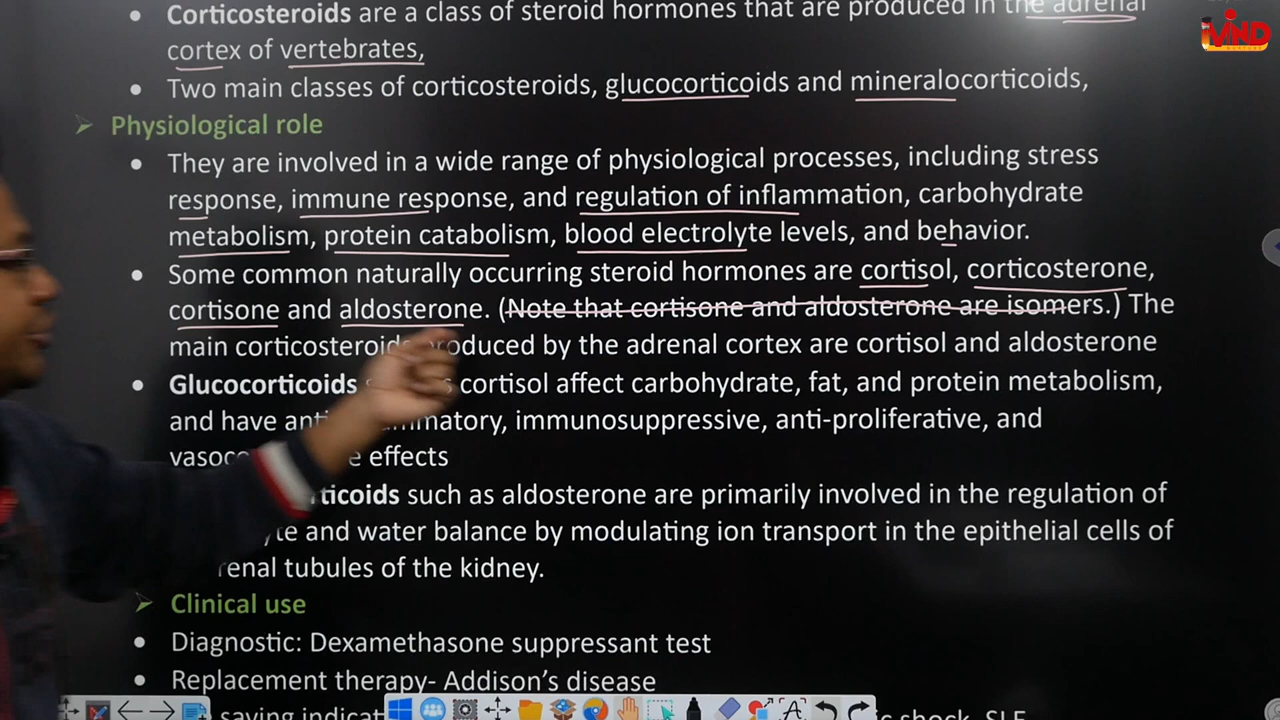 Corticosteroids are a class of steroid hormones that are produced in the adrenal
iMIND
cortex of vertebrates,
Two main classes of corticosteroids, glucocorticoids and mineralocorticoids,
Physiological role
They are involved in a wide range of physiological processes, including stress
response, immune response, and regulation of inflammation, carbohydrate
metabolism, protein catabolism, blood electrolyte levels, and behavior.
Some common naturally occurring steroid hormones are cortisol, corticosterone,
cortisone and aldosterone. (Note that cortisone and aldosterone are isomers.) The
main corticosteroids produced by the adrenal cortex are cortisol and aldosterone
Glucocorticoids cortisol affect carbohydrate, fat, and protein metabolism,
and have immunosuppressive, anti-proliferative, and
effects
such as aldosterone are primarily involved in the regulation of
and water balance by modulating ion transport in the epithelial cells of
renal tubules of the kidney.
Clinical use
Diagnostic: Dexamethasone suppressant test
Replacement therapy- Addison's disease
saving shock, SLE